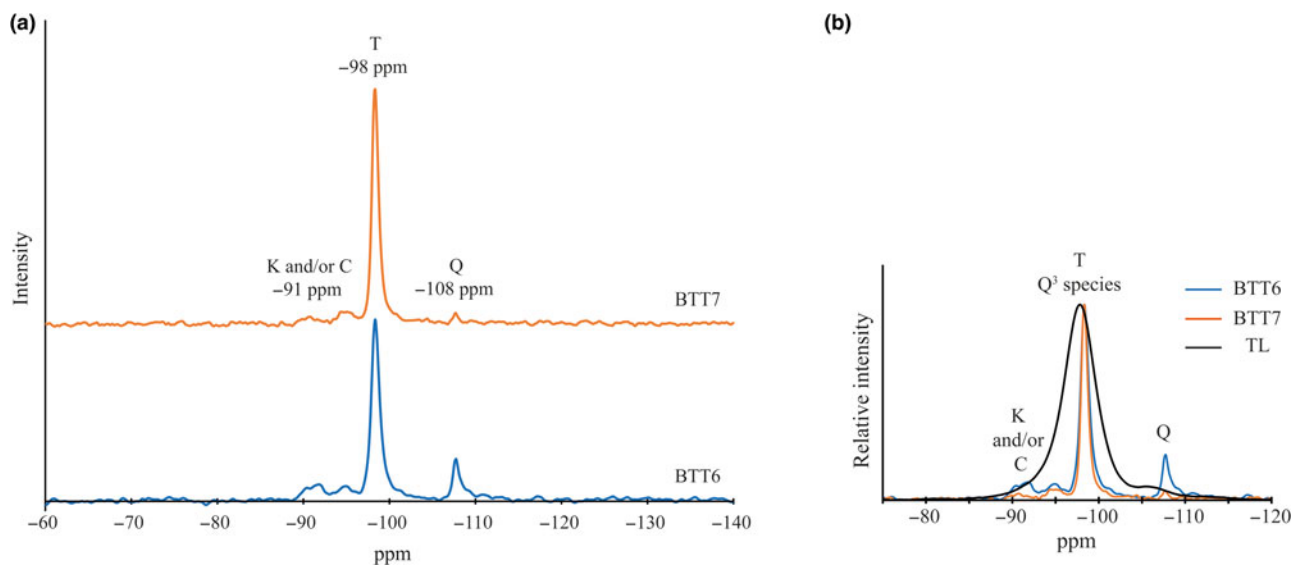 (a)
T
−98 ppm
K and/or C
−91 ppm
Q
−108 ppm
BTT7
BTT6
Intensity
−60 −70 −80 −90 −100 −110 −120 −130 −140
ppm
(b)
T
Q³ species
BTT6
BTT7
TL
K
and/or
C
Q
Relative intensity
−80 −90 −100 −110 −120
ppm